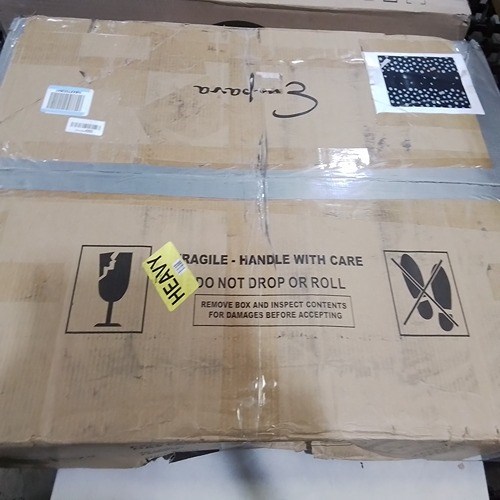 Empava
HEAVY
RAGILE - HANDLE WITH CARE
DO NOT DROP OR ROLL
REMOVE BOX AND INSPECT CONTENTS
FOR DAMAGES BEFORE ACCEPTING